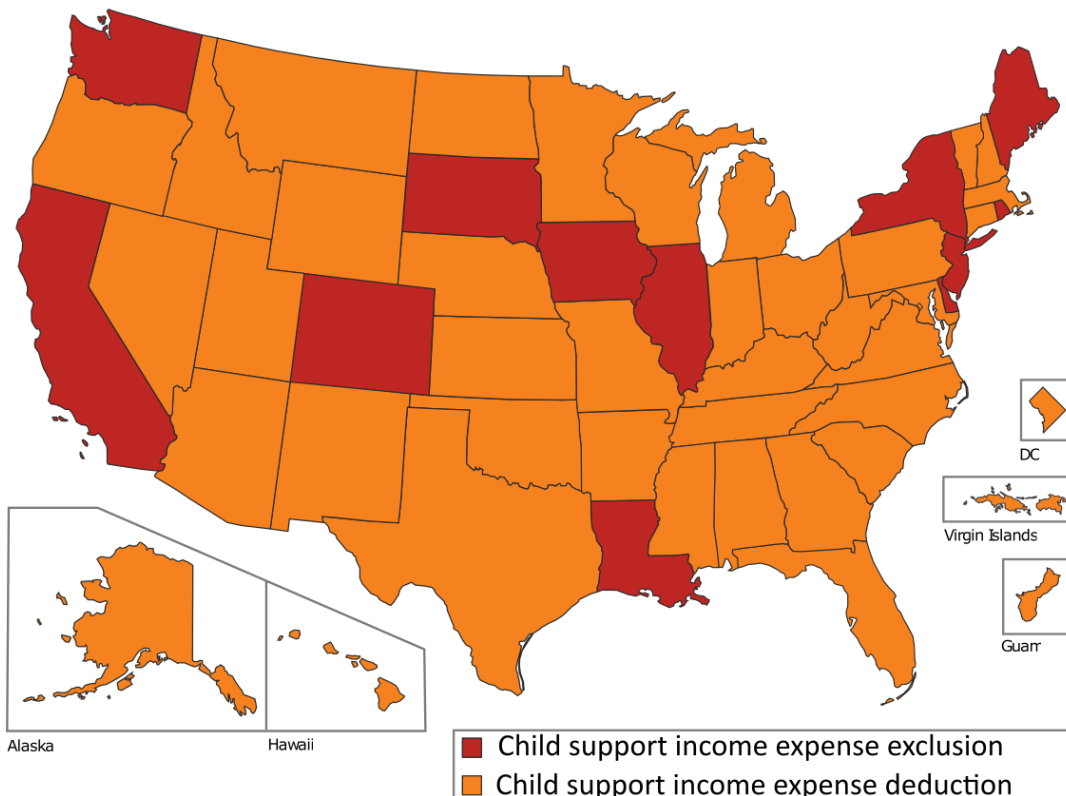 DC
Virgin Islands
Guam
Alaska
Hawaii
Child support income expense exclusion
Child support income expense deduction